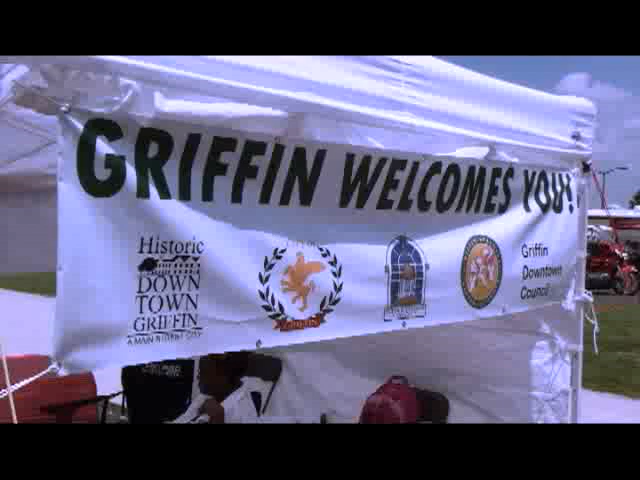 GRIFFIN WELCOMES YOU!
Historic
DOWN
TOWN
GRIFFIN
A MAIN STREET CITY
Griffin
Downtown
Council